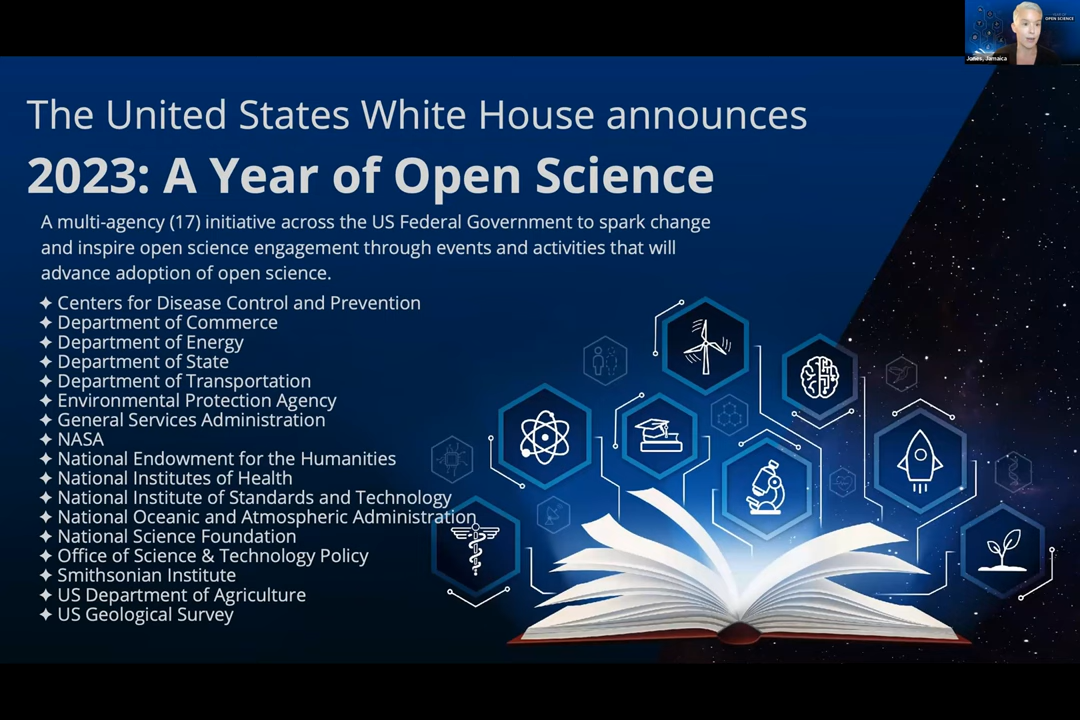 The United States White House announces
2023: A Year of Open Science
A multi-agency (17) initiative across the US Federal Government to spark change
and inspire open science engagement through events and activities that will
advance adoption of open science.
✦ Centers for Disease Control and Prevention
✦ Department of Commerce
✦ Department of Energy
✦ Department of State
✦ Department of Transportation
✦ Environmental Protection Agency
✦ General Services Administration
✦ NASA
✦ National Endowment for the Humanities
✦ National Institutes of Health
✦ National Institute of Standards and Technology
✦ National Oceanic and Atmospheric Administration
✦ National Science Foundation
✦ Office of Science & Technology Policy
✦ Smithsonian Institute
✦ US Department of Agriculture
✦ US Geological Survey
YEAR OF
OPEN SCIENCE
Jones, Jamaica